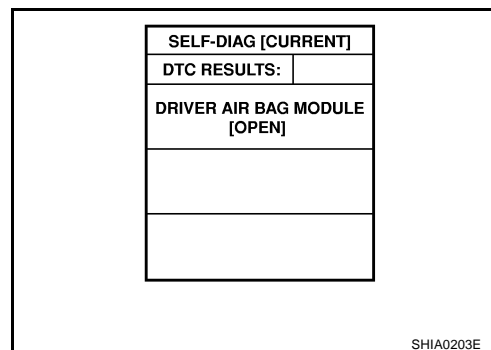 SELF-DIAG [CURRENT]
DTC RESULTS:
DRIVER AIR BAG MODULE
[OPEN]
SHIA0203E